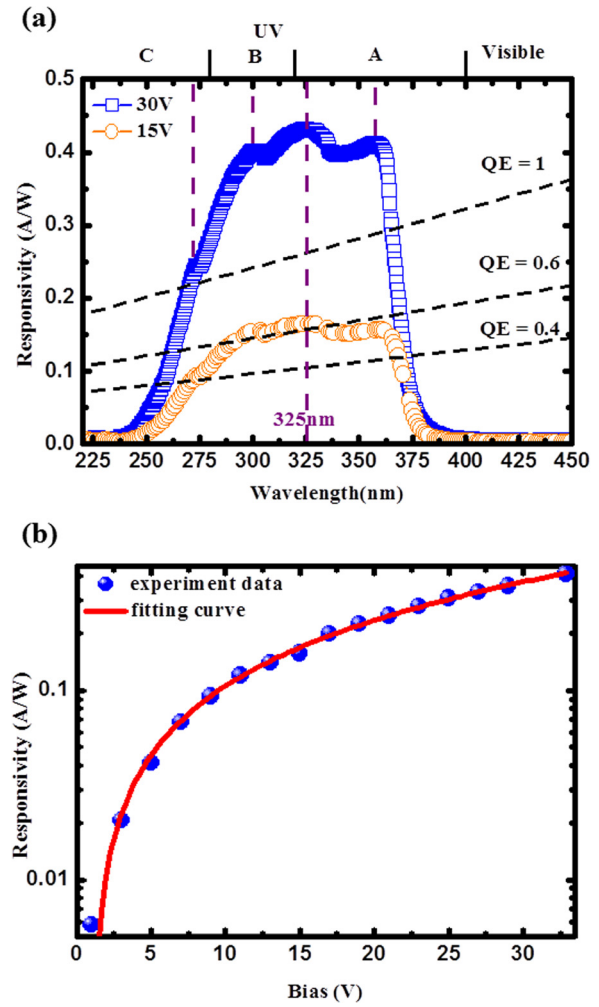 (a)
UV
C B A Visible
0.5
0.4
0.3
0.2
0.1
0.0
Responsivity (A/W)
30V
15V
QE = 1
QE = 0.6
QE = 0.4
325nm
225 250 275 300 325 350 375 400 425 450
Wavelength(nm)
(b)
experiment data
fitting curve
0.1
0.01
Responsivity (A/W)
0 5 10 15 20 25 30
Bias (V)